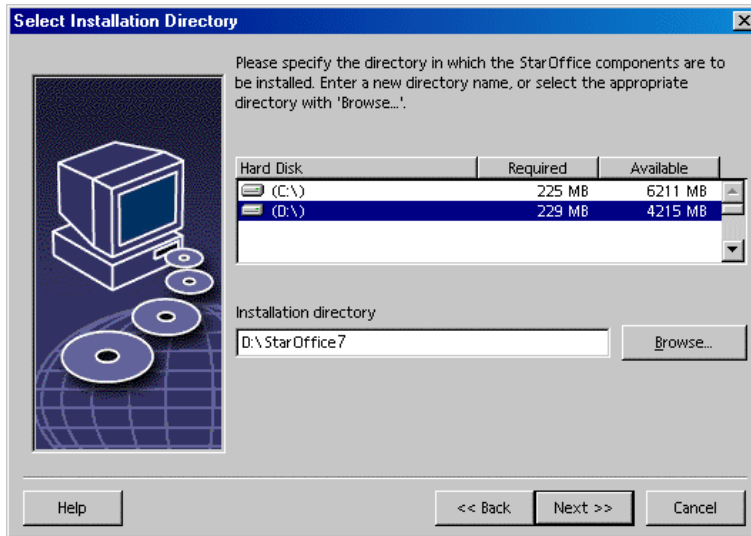 Select Installation Directory
Please specify the directory in which the StarOffice components are to
be installed. Enter a new directory name, or select the appropriate
directory with 'Browse...'.
Hard Disk Required Available
(C:\) 225 MB 6211 MB
(D:\) 229 MB 4215 MB
Installation directory
D:\StarOffice7 Browse...
Help << Back Next >> Cancel